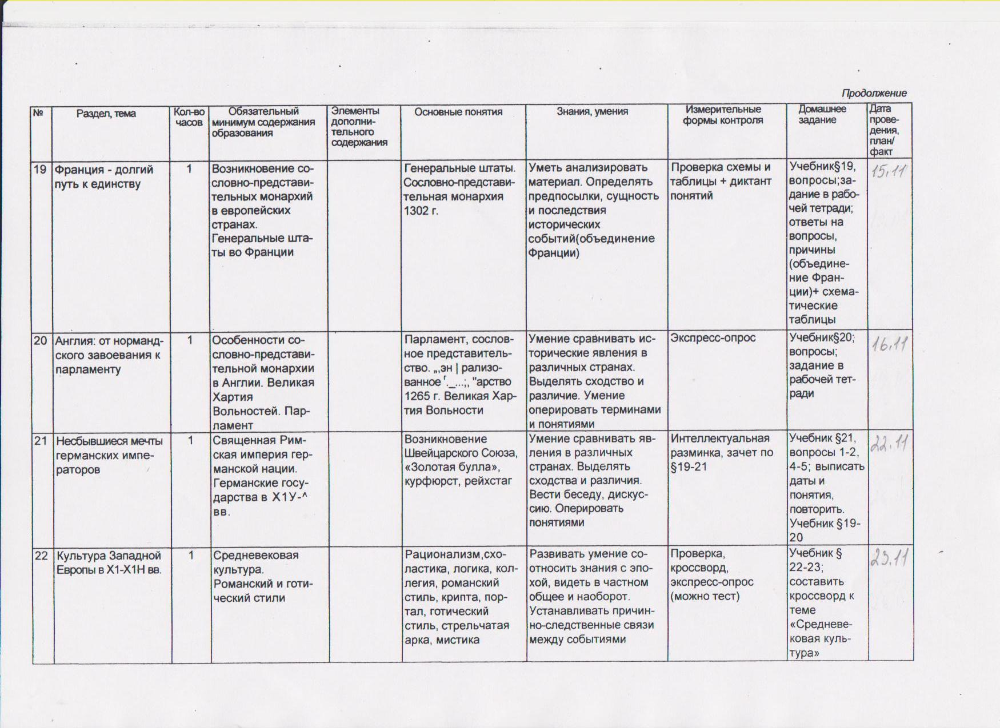 Продолжение
№
Раздел, тема
Кол-во
часов
Обязательный
минимум содержания
образования
Элементы
дополни-
тельного
содержания
Основные понятия
Знания, умения
Измерительные
формы контроля
Домашнее
задание
Дата
прове-
дения,
план/
факт
19
Франция - долгий
путь к единству
1
Возникновение со-
словно-представи-
тельных монархий
в европейских
странах.
Генеральные шта-
ты во Франции
Генеральные штаты.
Сословно-представи-
тельная монархия
1302 г.
Уметь анализировать
материал. Определять
предпосылки, сущность
и последствия
исторических
событий(объединение
Франции)
Проверка схемы и
таблицы + диктант
понятий
Учебник§19,
вопросы;за-
дание в рабо-
чей тетради;
ответы на
вопросы,
причины
(объедине-
ние Фран-
ции)+ схема-
тические
таблицы
15.11
20
Англия: от норманд-
ского завоевания к
парламенту
1
Особенности со-
словно-представи-
тельной монархии
в Англии. Великая
Хартия
Вольностей. Пар-
ламент
Парламент, сослов-
ное представитель-
ство. „,эн | рализо-
ванное ґ._...;, "арство
1265 г. Великая Хар-
тия Вольности
Умение сравнивать ис-
торические явления в
различных странах.
Выделять сходство и
различие. Умение
оперировать терминами
и понятиями
Экспресс-опрос
Учебник§20;
вопросы;
задание в
рабочей тет-
ради
16.11
21
Несбывшиеся мечты
германских импе-
раторов
1
Священная Рим-
ская империя гер-
манской нации.
Германские госу-
дарства в Х1У-^
вв.
Возникновение
Швейцарского Союза,
«Золотая булла»,
курфюрст, рейхстаг
Умение сравнивать яв-
ления в различных
странах. Выделять
сходства и различия.
Вести беседу, дискус-
сию. Оперировать
понятиями
Интеллектуальная
разминка, зачет по
§19-21
Учебник §21,
вопросы 1-2,
4-5; выписать
даты и
понятия,
повторить.
Учебник §19-
20
22.11
22
Культура Западной
Европы в Х1-Х1Н вв.
1
Средневековая
культура.
Романский и готи-
ческий стили
Рационализм,схо-
ластика, логика, кол-
легия, романский
стиль, крипта, пор-
тал, готический
стиль, стрельчатая
арка, мистика
Развивать умение со-
относить знания с эпо-
хой, видеть в частном
общее и наоборот.
Устанавливать причин-
но-следственные связи
между событиями
Проверка,
кроссворд,
экспресс-опрос
(можно тест)
Учебник §
22-23;
составить
кроссворд к
теме
«Средневе-
ковая куль-
тура»
23.11